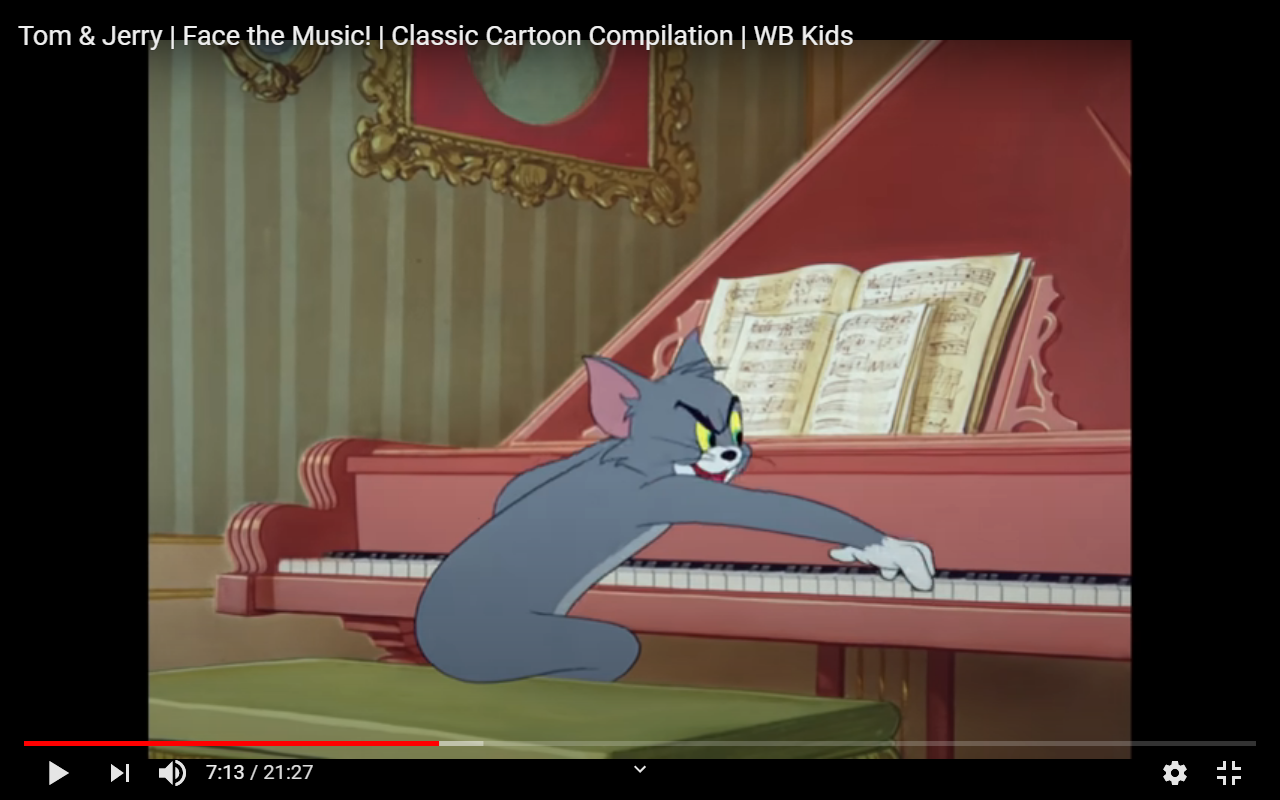 Tom & Jerry | Face the Music! | Classic Cartoon Compilation | WB Kids
7:13 / 21:27